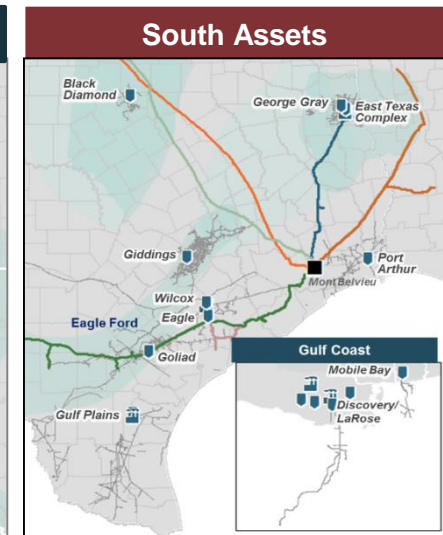 South Assets
Black
Diamond
George Gray
East Texas
Complex
Giddings
Port
Arthur
Mont Belvieu
Wilcox
Eagle Ford
Eagle
Goliad
Gulf Plains
Gulf Coast
Mobile Bay
Discovery/
LaRose